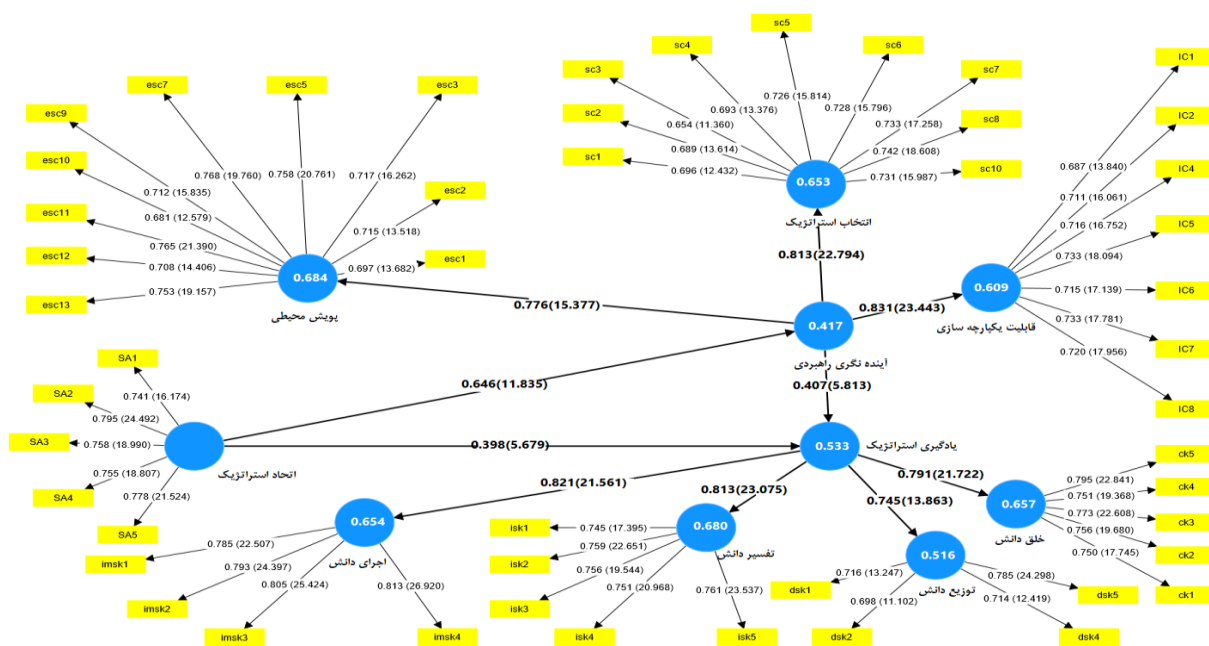 sc5
sc4
sc6
sc3
sc7
sc2
sc8
sc1
sc10
0.726 (15.814)
0.693 (13.376)
0.728 (15.796)
0.654 (11.360)
0.733 (17.258)
0.689 (13.614)
0.742 (18.608)
0.696 (12.432)
0.731 (15.987)
0.653
انتخاب استراتژیک
esc7
esc5
esc3
esc9
esc10
esc2
esc11
esc12
esc1
esc13
0.768 (19.760)
0.758 (20.761)
0.717 (16.262)
0.712 (15.835)
0.681 (12.579)
0.715 (13.518)
0.765 (21.390)
0.708 (14.406)
0.697 (13.682)
0.753 (19.157)
0.684
پویش محیطی
IC1
IC2
IC4
IC5
IC6
IC7
IC8
0.687 (13.840)
0.711 (16.061)
0.716 (16.752)
0.733 (18.094)
0.715 (17.139)
0.733 (17.781)
0.720 (17.956)
0.609
قابلیت یکپارچه سازی
0.813(22.794)
0.776(15.377)
0.831(23.443)
0.417
آینده نگری راهبردی
0.407(5.813)
0.646(11.835)
0.398(5.679)
SA1
SA2
SA3
SA4
SA5
0.741 (16.174)
0.795 (24.492)
0.758 (18.990)
0.755 (18.807)
0.778 (21.524)
اتحاد استراتژیک
0.533
یادگیری استراتژیک
0.821(21.561)
0.813(23.075)
0.745(13.863)
0.791(21.722)
0.654
اجرای دانش
imsk1
imsk2
imsk3
imsk4
0.785 (22.507)
0.793 (24.397)
0.805 (25.424)
0.813 (26.920)
0.680
تفسیر دانش
isk1
isk2
isk3
isk4
isk5
0.745 (17.395)
0.759 (22.651)
0.756 (19.544)
0.751 (20.968)
0.761 (23.537)
0.516
توزیع دانش
dsk1
dsk2
dsk4
dsk5
0.716 (13.247)
0.698 (11.102)
0.714 (12.419)
0.785 (24.298)
0.657
خلق دانش
ck5
ck4
ck3
ck2
ck1
0.795 (22.841)
0.751 (19.368)
0.773 (22.608)
0.756 (19.680)
0.750 (17.745)